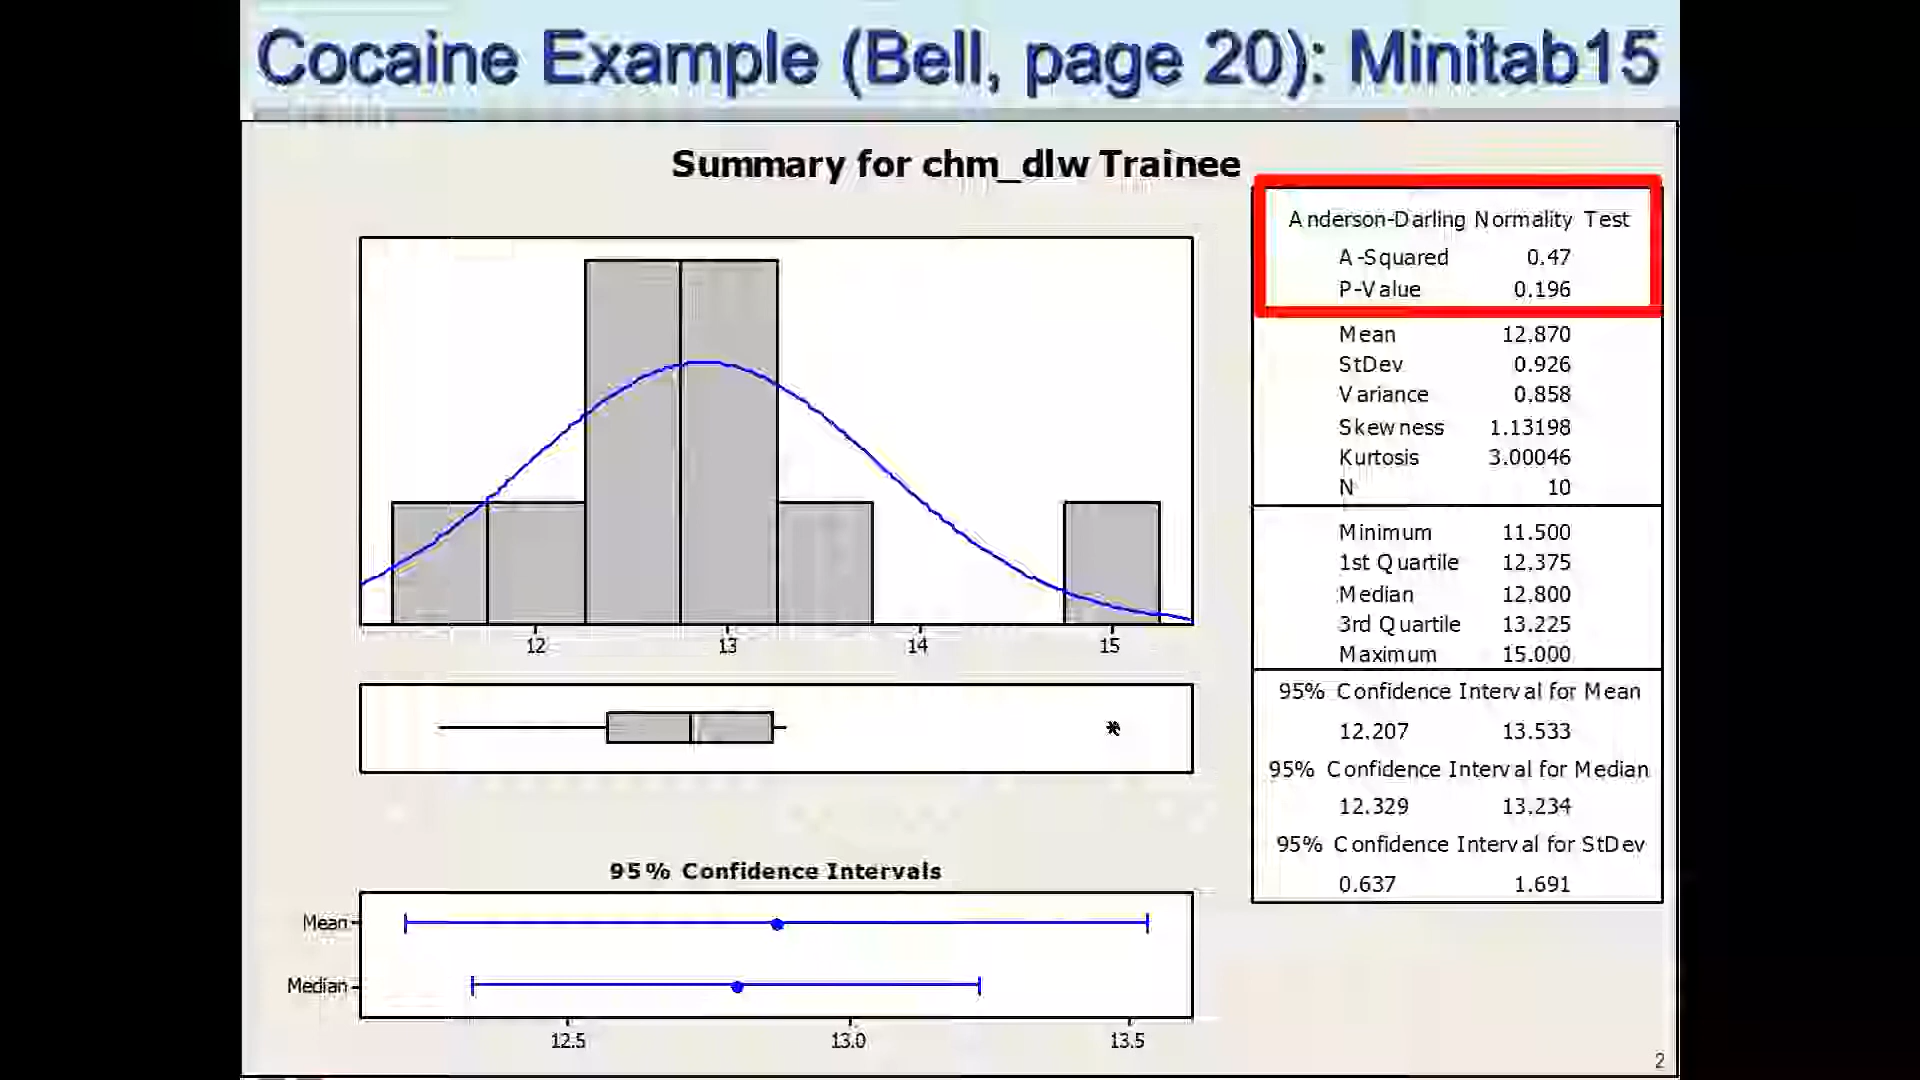 Cocaine Example (Bell, page 20): Minitab15
Summary for chm_dlw Trainee
12 13 14 15
95% Confidence Intervals
Mean
Median
12.5 13.0 13.5
Anderson-Darling Normality Test
A-Squared 0.47
P-Value 0.196
Mean 12.870
StDev 0.926
Variance 0.858
Skewness 1.13198
Kurtosis 3.00046
N 10
Minimum 11.500
1st Quartile 12.375
Median 12.800
3rd Quartile 13.225
Maximum 15.000
95% Confidence Interval for Mean
12.207 13.533
95% Confidence Interval for Median
12.329 13.234
95% Confidence Interval for StDev
0.637 1.691
2